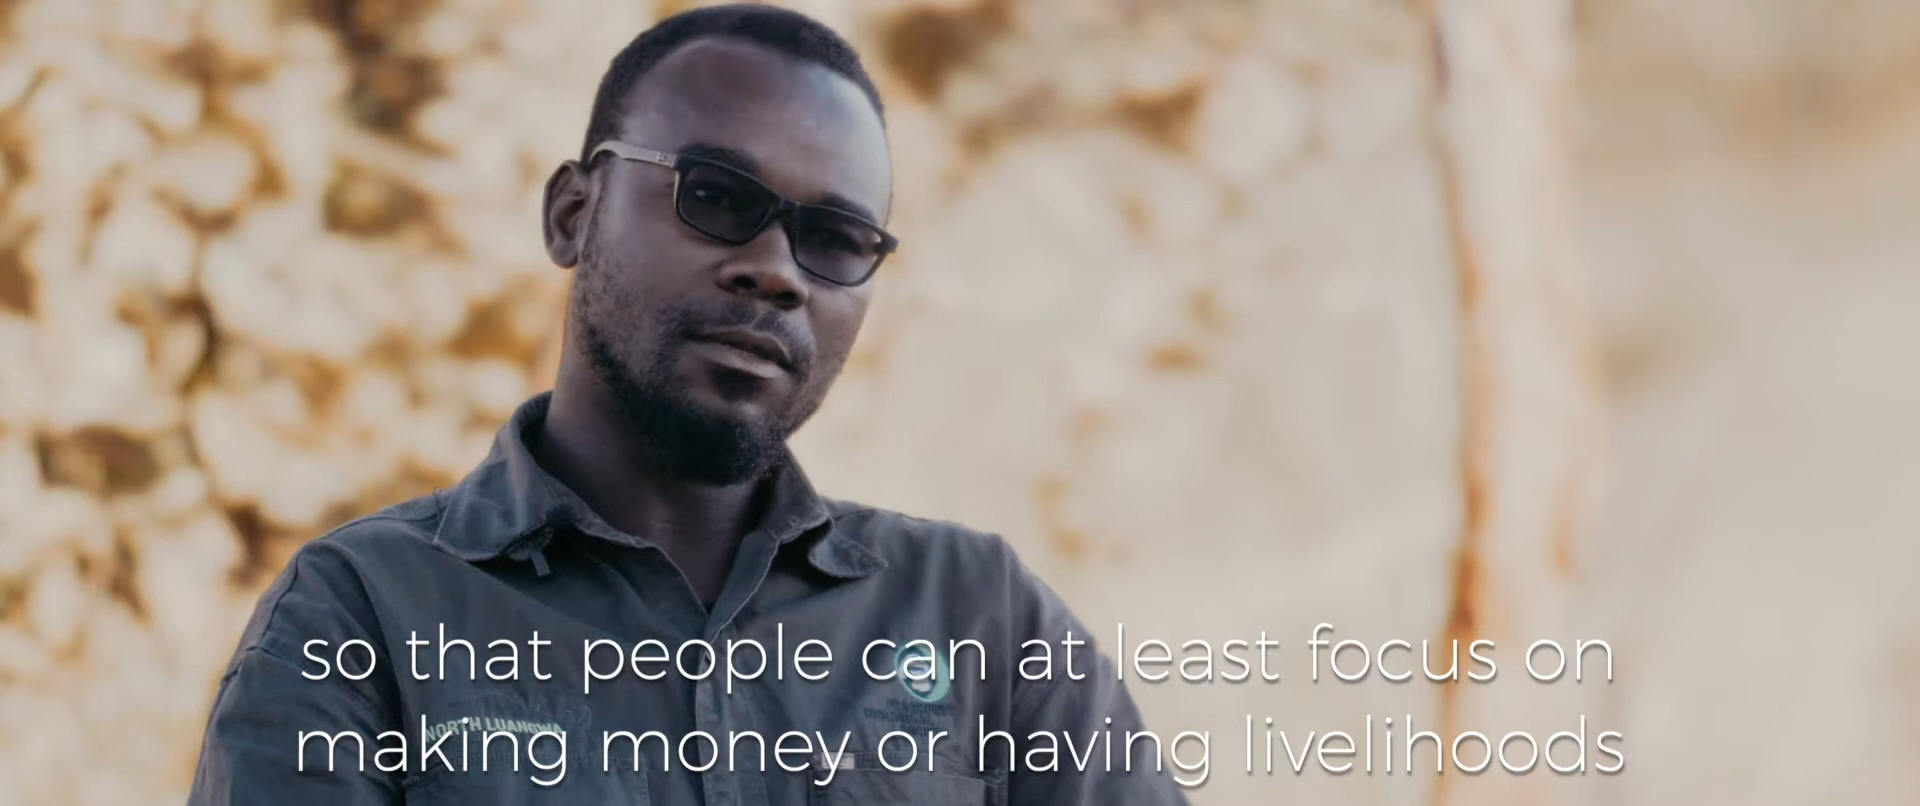 so that people can at least focus on
making money or having livelihoods
NORTH LUANGWA